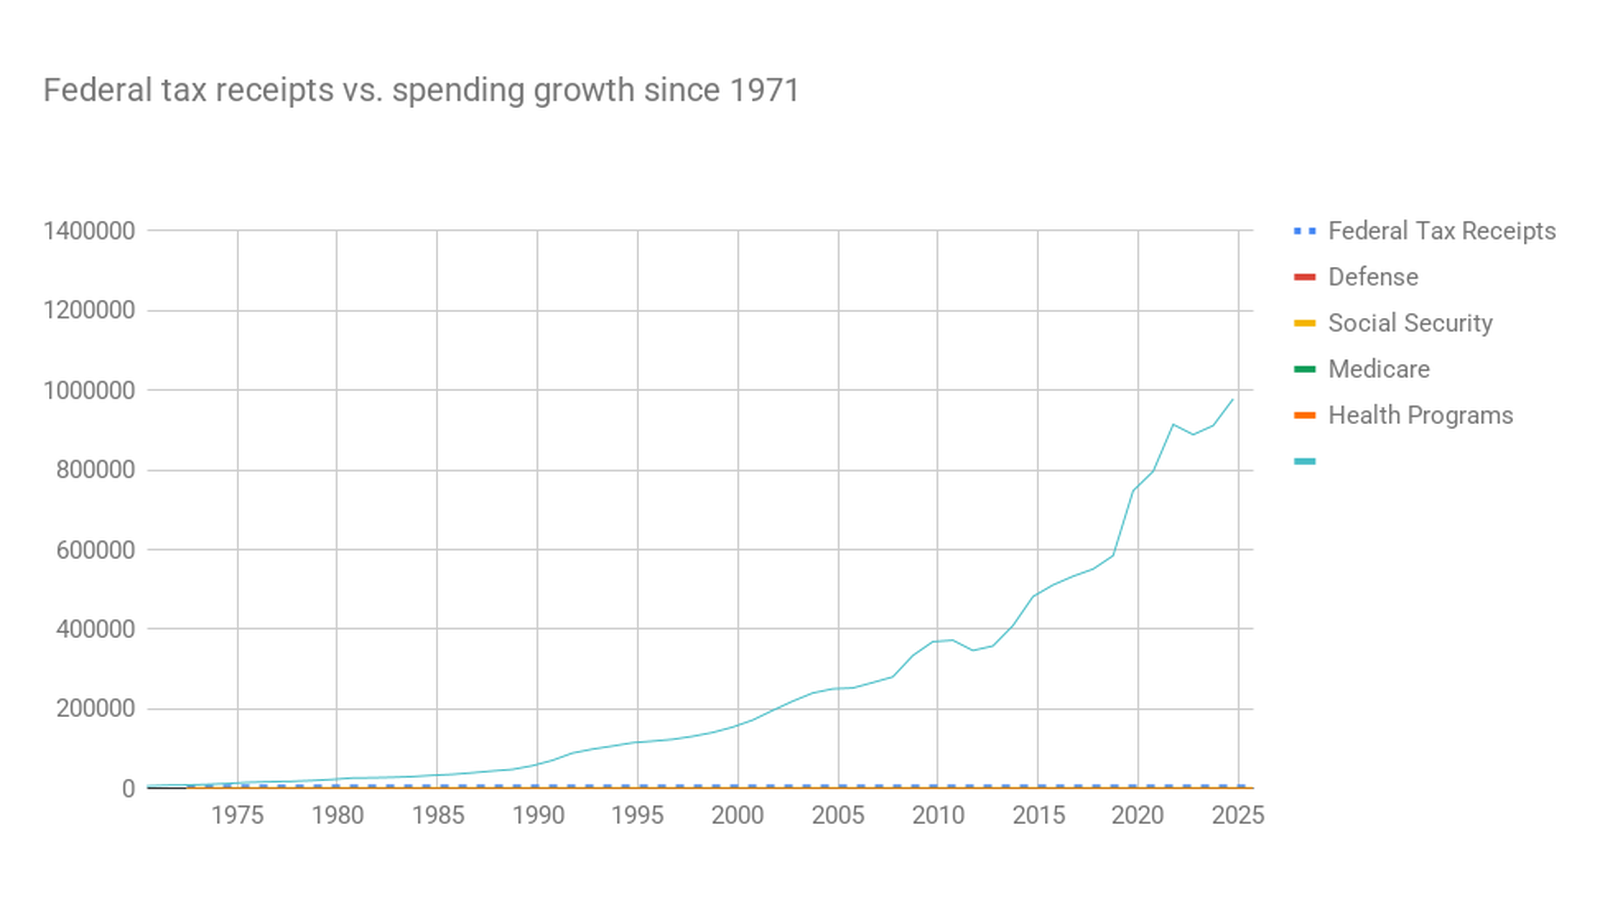 Federal tax receipts vs. spending growth since 1971
1400000
1200000
1000000
800000
600000
400000
200000
0
1975 1980 1985 1990 1995 2000 2005 2010 2015 2020 2025
Federal Tax Receipts
Defense
Social Security
Medicare
Health Programs